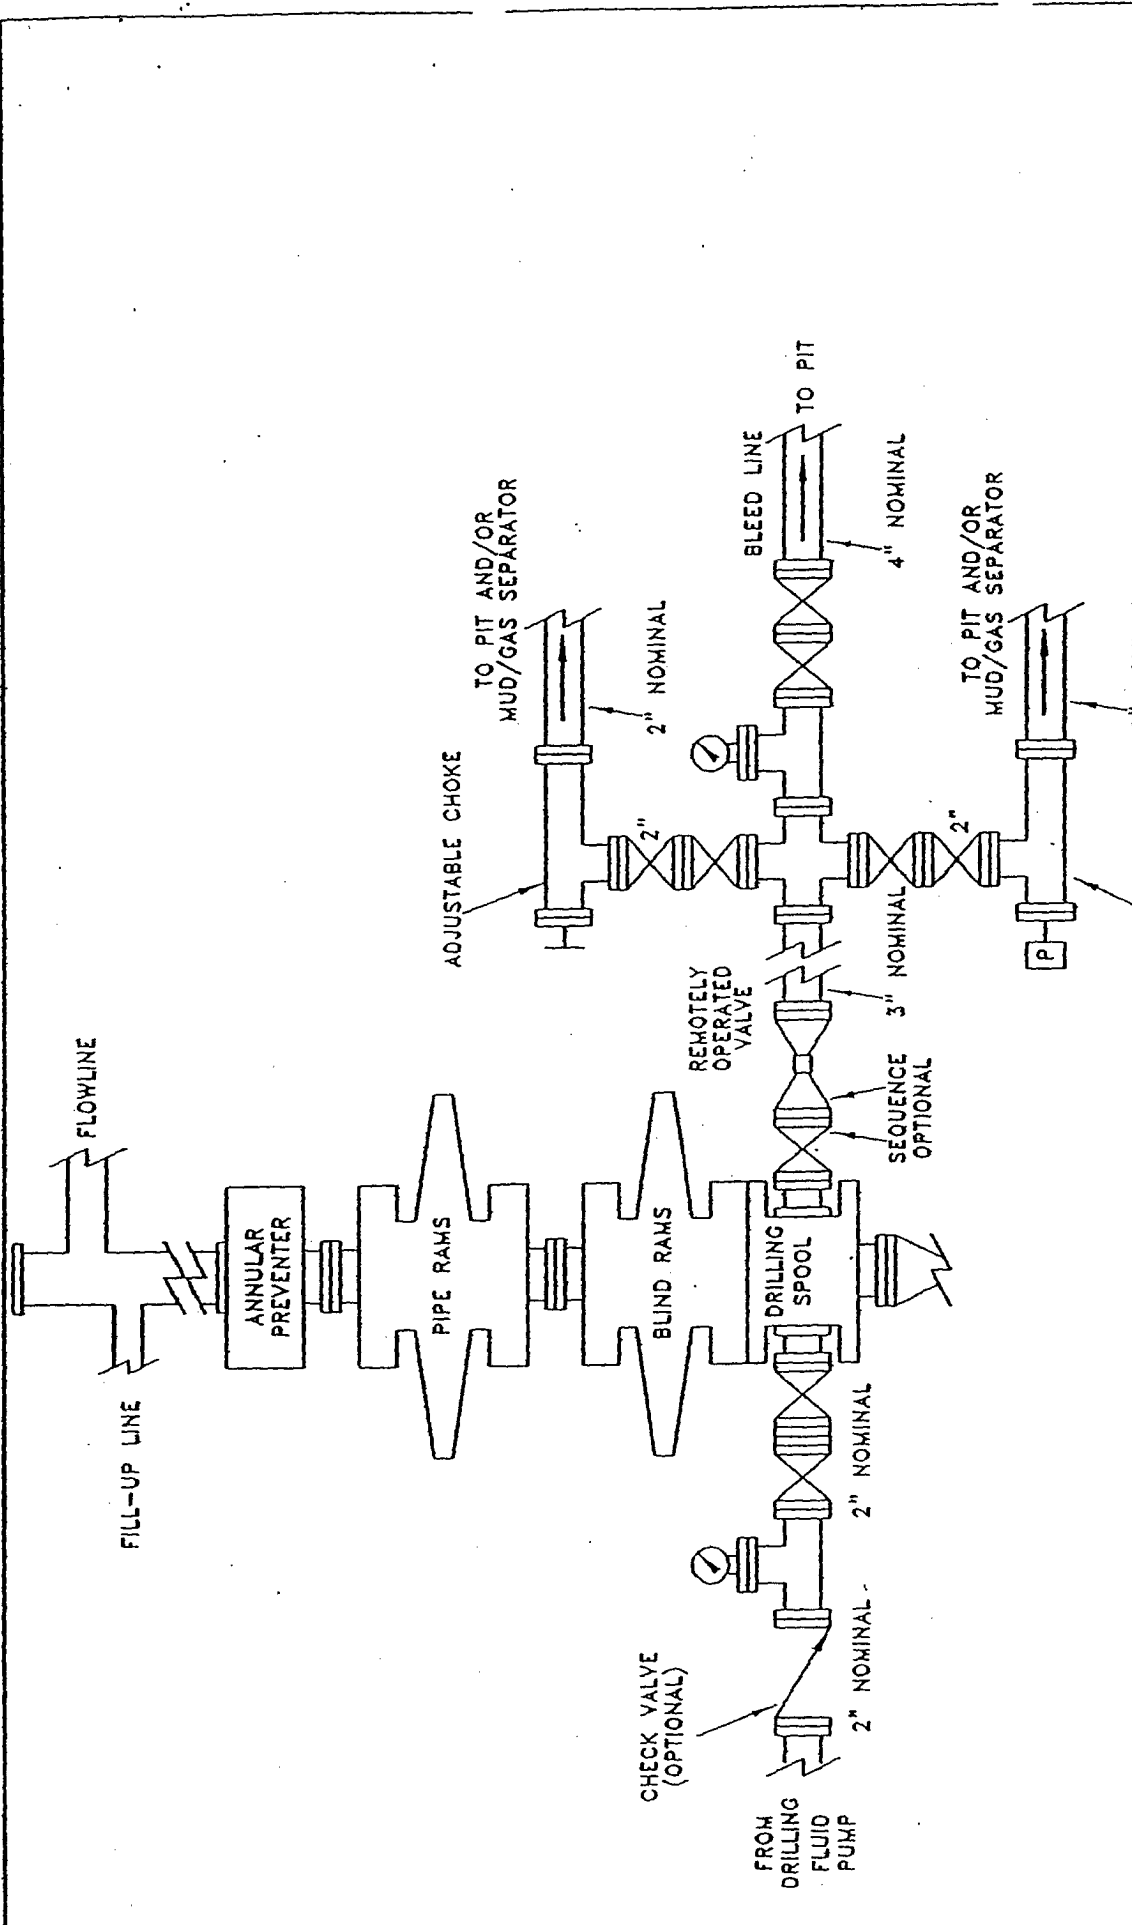 FLOWLINE
FILL-UP LINE
ANNULAR
PREVENTER
PIPE RAMS
BLIND RAMS
DRILLING
SPOOL
CHECK VALVE
(OPTIONAL)
FROM
DRILLING
FLUID
PUMP
2" NOMINAL
2" NOMINAL
REMOTELY
OPERATED
VALVE
SEQUENCE
OPTIONAL
3" NOMINAL
ADJUSTABLE CHOKE
2"
TO PIT AND/OR
MUD/GAS SEPARATOR
2" NOMINAL
BLEED LINE
TO PIT
4" NOMINAL
2"
P
TO PIT AND/OR
MUD/GAS SEPARATOR